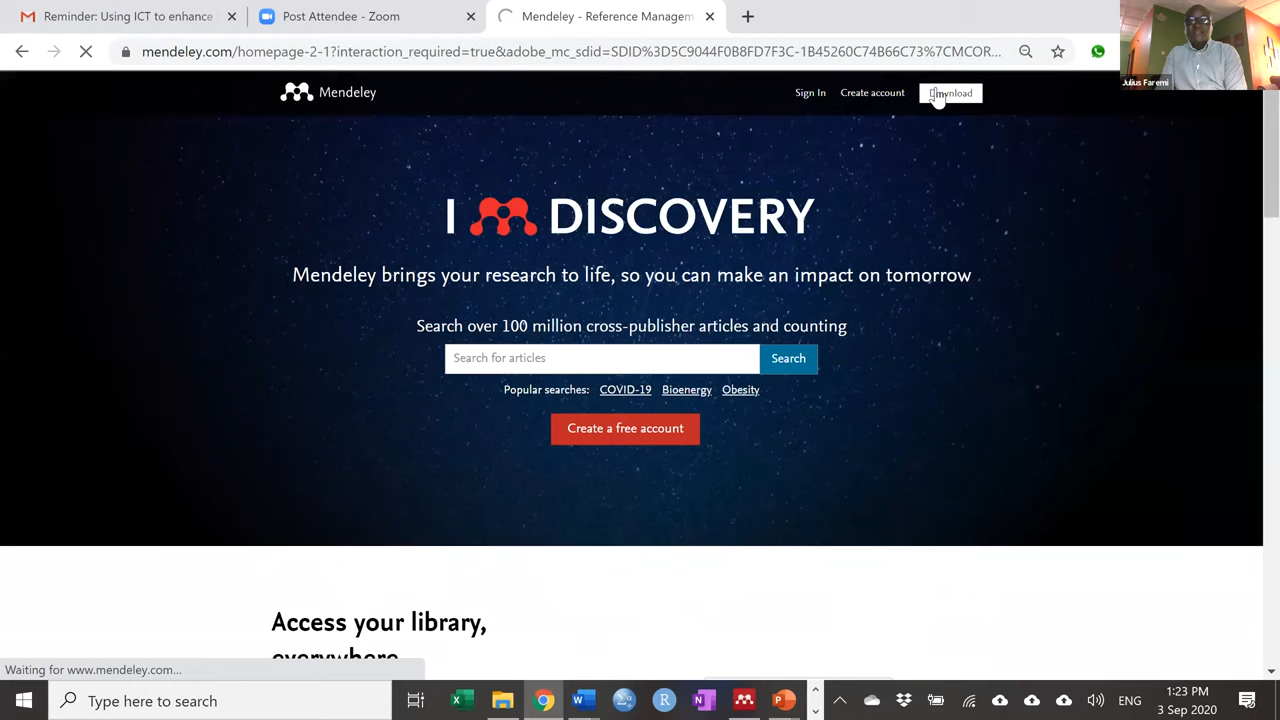 Reminder: Using ICT to enhance
Post Attendee - Zoom
Mendeley - Reference Managem
mendeley.com/homepage-2-1?interaction_required=true&adobe_mc_sdid=SDID%3D5C9044F0B8FD7F3C-1B45260C74B66C73%7CMCOR...
Julius Faremi
Mendeley
Sign In
Create account
I DISCOVERY
Mendeley brings your research to life, so you can make an impact on tomorrow
Search over 100 million cross-publisher articles and counting
Search for articles
Search
Popular searches: COVID-19 Bioenergy Obesity
Create a free account
Access your library,
everywhere
Waiting for www.mendeley.com...
Type here to search
ENG
1:23 PM
3 Sep 2020